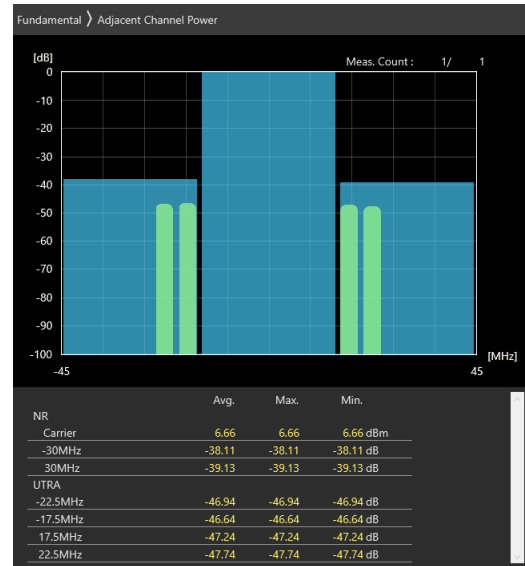 Fundamental 〉 Adjacent Channel Power
[dB]
Meas. Count : 1/ 1
0
-10
-20
-30
-40
-50
-60
-70
-80
-90
-100
[MHz]
-45 45
Avg. Max. Min.
NR
Carrier 6.66 6.66 6.66 dBm
-30MHz -38.11 -38.11 -38.11 dB
30MHz -39.13 -39.13 -39.13 dB
UTRA
-22.5MHz -46.94 -46.94 -46.94 dB
-17.5MHz -46.64 -46.64 -46.64 dB
17.5MHz -47.24 -47.24 -47.24 dB
22.5MHz -47.74 -47.74 -47.74 dB